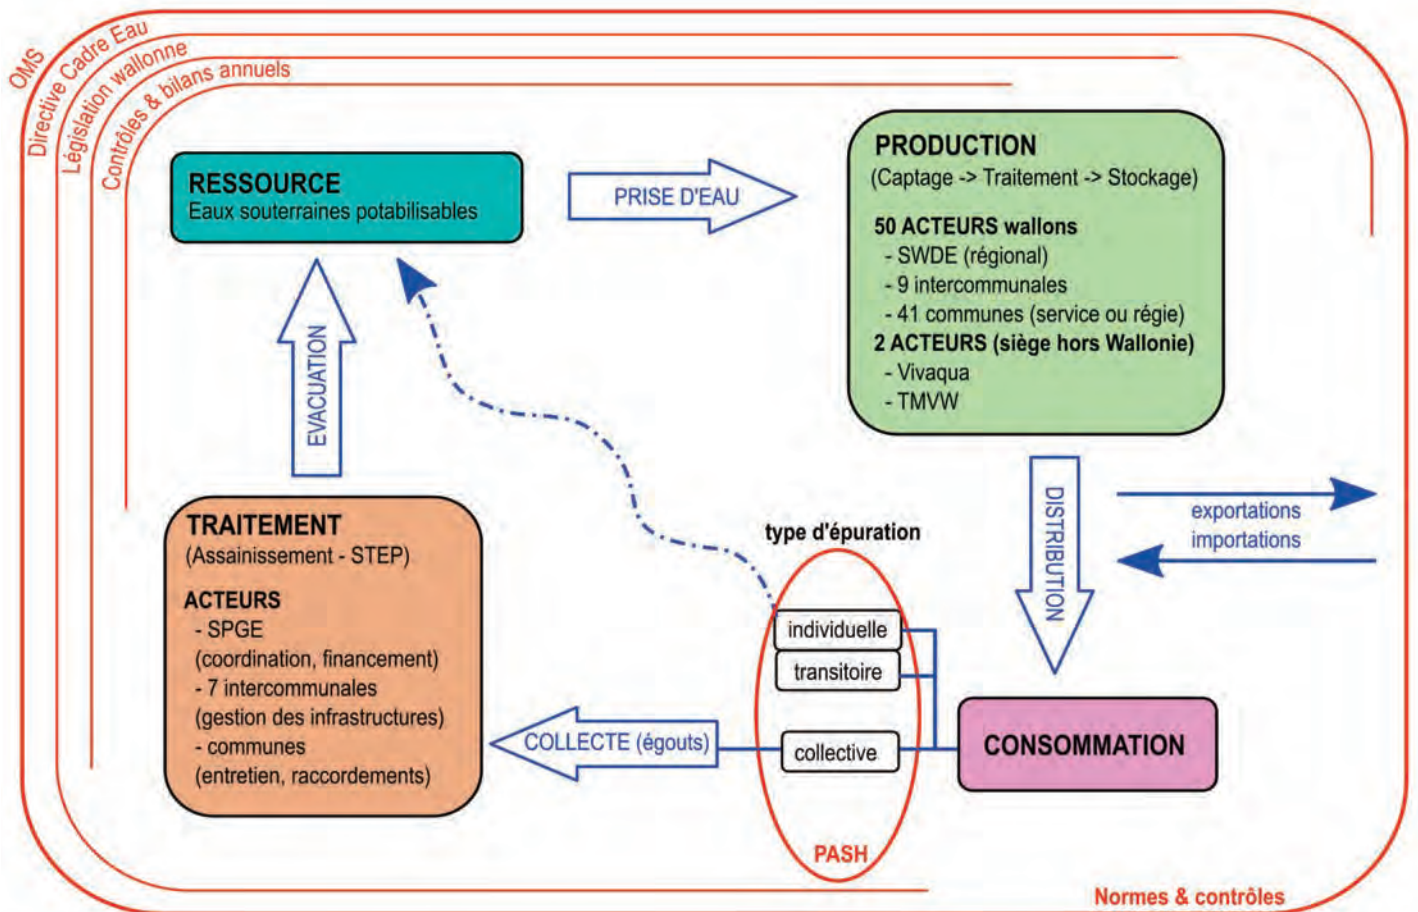 OMS
Directive Cadre Eau
Législation wallonne
Contrôles & bilans annuels
RESSOURCE
Eaux souterraines potabilisables
PRISE D'EAU
PRODUCTION
(Captage -> Traitement -> Stockage)
50 ACTEURS wallons
- SWDE (régional)
- 9 intercommunales
- 41 communes (service ou régie)
2 ACTEURS (siège hors Wallonie)
- Vivaqua
- TMVW
EVACUATION
DISTRIBUTION
exportations
importations
TRAITEMENT
(Assainissement - STEP)
ACTEURS
- SPGE
(coordination, financement)
- 7 intercommunales
(gestion des infrastructures)
- communes
(entretien, raccordements)
type d'épuration
individuelle
transitoire
collective
COLLECTE (égouts)
CONSOMMATION
PASH
Normes & contrôles